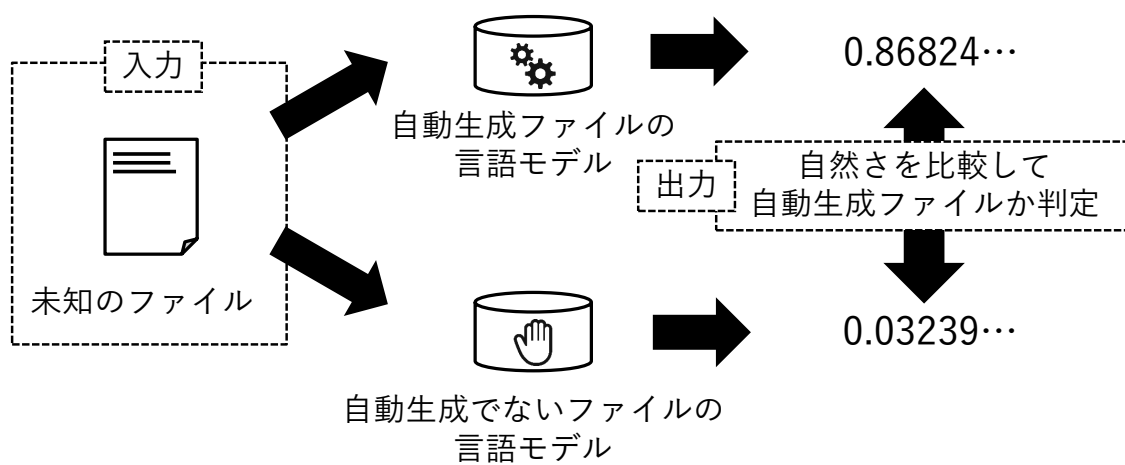 入力
未知のファイル
自動生成ファイルの
言語モデル
自動生成でないファイルの
言語モデル
0.86824…
出力
自然さを比較して
自動生成ファイルか判定
0.03239…